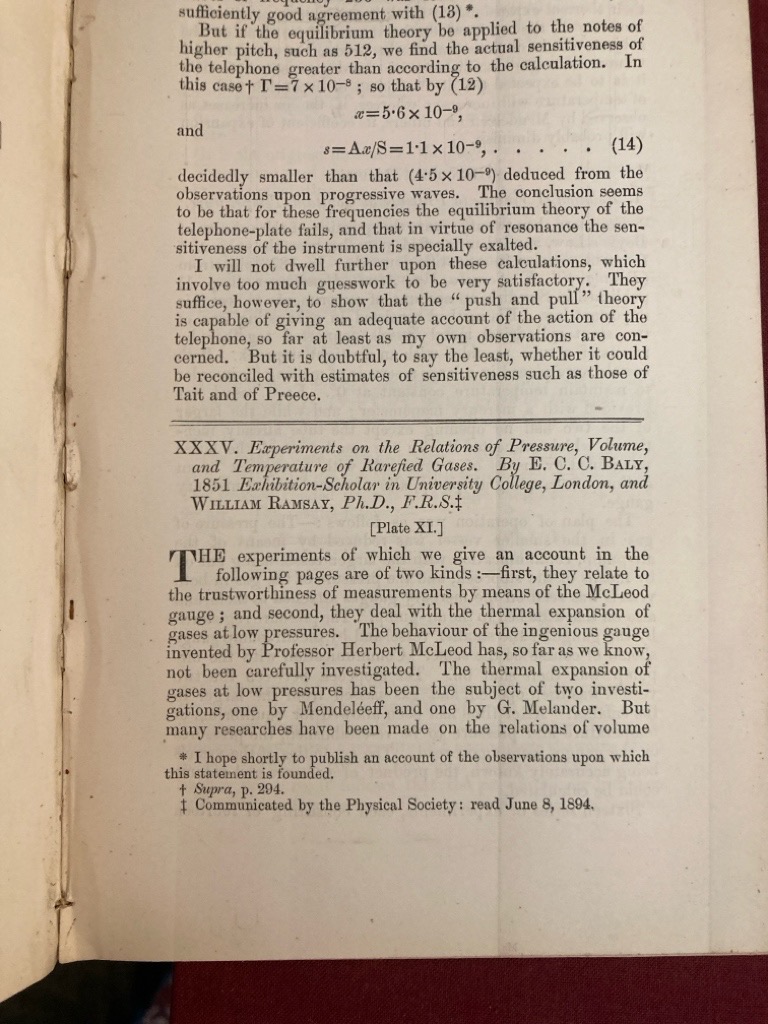 sufficiently good agreement with (13) *.
But if the equilibrium theory be applied to the notes of
higher pitch, such as 512, we find the actual sensitiveness of
the telephone greater than according to the calculation. In
this case† Γ=7 × 10⁻⁸ ; so that by (12)
x=5·6 × 10⁻⁹,
and
s=Ax/S=1·1 × 10⁻⁹, . . . . . (14)
decidedly smaller than that (4·5 × 10⁻⁹) deduced from the
observations upon progressive waves. The conclusion seems
to be that for these frequencies the equilibrium theory of the
telephone-plate fails, and that in virtue of resonance the sen-
sitiveness of the instrument is specially exalted.
I will not dwell further upon these calculations, which
involve too much guesswork to be very satisfactory. They
suffice, however, to show that the “ push and pull ” theory
is capable of giving an adequate account of the action of the
telephone, so far at least as my own observations are con-
cerned. But it is doubtful, to say the least, whether it could
be reconciled with estimates of sensitiveness such as those of
Tait and of Preece.
XXXV. Experiments on the Relations of Pressure, Volume,
and Temperature of Rarefied Gases. By E. C. C. BALY,
1851 Exhibition-Scholar in University College, London, and
WILLIAM RAMSAY, Ph.D., F.R.S.‡
[Plate XI.]
THE experiments of which we give an account in the
following pages are of two kinds :—first, they relate to
the trustworthiness of measurements by means of the McLeod
gauge ; and second, they deal with the thermal expansion of
gases at low pressures. The behaviour of the ingenious gauge
invented by Professor Herbert McLeod has, so far as we know,
not been carefully investigated. The thermal expansion of
gases at low pressures has been the subject of two investi-
gations, one by Mendeléeff, and one by G. Melander. But
many researches have been made on the relations of volume
* I hope shortly to publish an account of the observations upon which
this statement is founded.
† Supra, p. 294.
‡ Communicated by the Physical Society: read June 8, 1894.